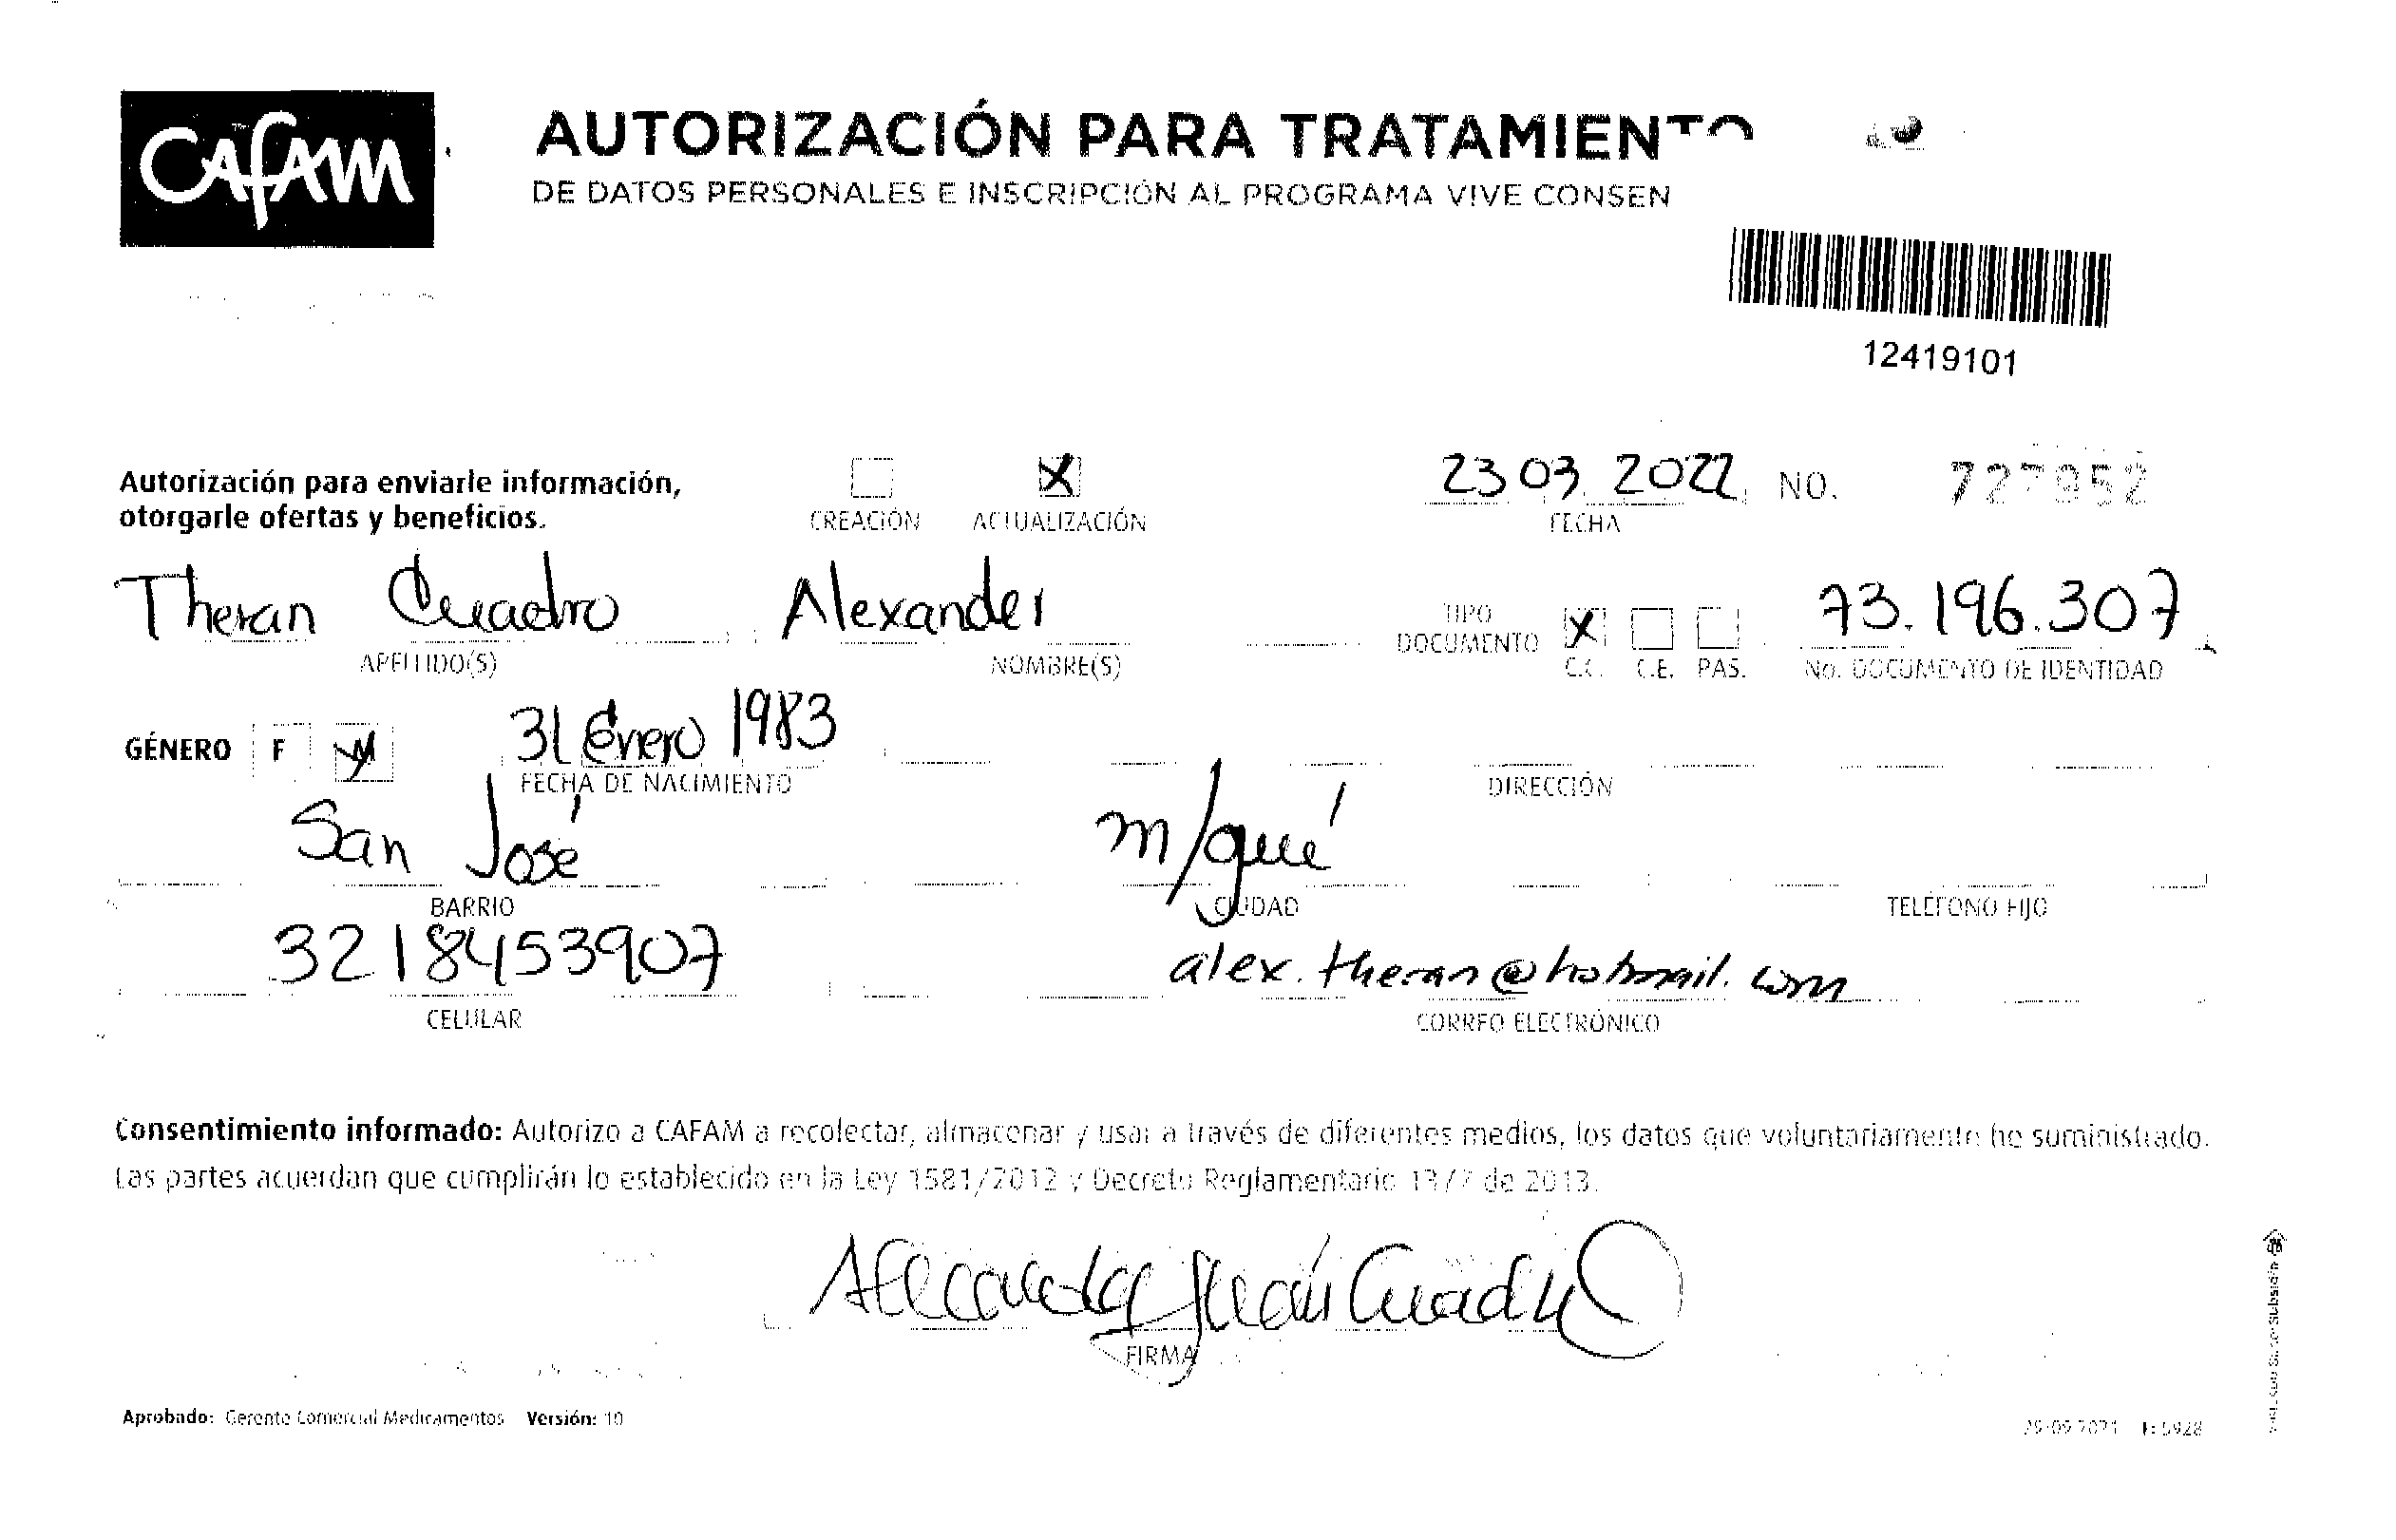 CAFAM
AUTORIZACIÓN PARA TRATAMIENTO
DE DATOS PERSONALES E INSCRIPCIÓN AL PROGRAMA VIVE CONSEN
12419101
Autorización para enviarle información,
otorgarle ofertas y beneficios.
CREACIÓN X ACTUALIZACIÓN
23 03 2022 NO. 727952
FECHA
Theran Cuadro Alexander
APELLIDO(S) NOMBRE(S)
TIPO DOCUMENTO X C.C. C.E. PAS. 73.196.307
No. DOCUMENTO DE IDENTIDAD
GÉNERO F M 31 Enero 1983
FECHA DE NACIMIENTO DIRECCIÓN
San José m/gué
BARRIO CIUDAD TELÉFONO FIJO
3218453907 alex.theran@hotmail.com
CELULAR CORREO ELECTRÓNICO
Consentimiento informado: Autorizo a CAFAM a recolectar, almacenar y usar a través de diferentes medios, los datos que voluntariamente he suministrado.
Las partes acuerdan que cumplirán lo establecido en la Ley 1581/2012 y Decreto Reglamentario 1377 de 2013.
Alexander Therán Cuadro
FIRMA
Aprobado: Gerente Comercial Medicamentos Versión: 10